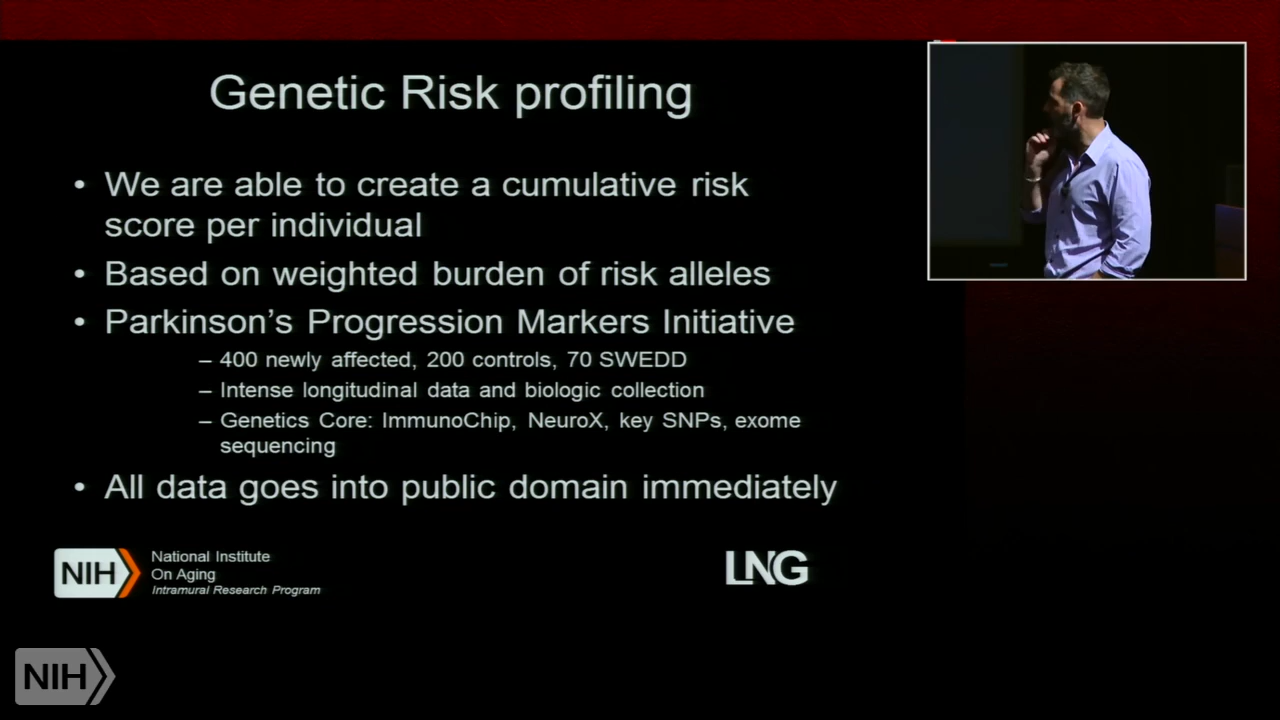 Genetic Risk profiling
• We are able to create a cumulative risk
score per individual
• Based on weighted burden of risk alleles
• Parkinson’s Progression Markers Initiative
– 400 newly affected, 200 controls, 70 SWEDD
– Intense longitudinal data and biologic collection
– Genetics Core: ImmunoChip, NeuroX, key SNPs, exome
sequencing
• All data goes into public domain immediately
NIH
National Institute
On Aging
Intramural Research Program
LNG
NIH